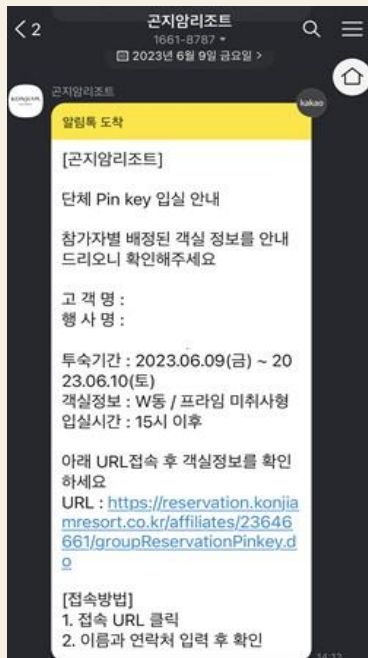 2
곤지암리조트
1661-8787
2023년 6월 9일 금요일 >
KONJIAM
곤지암리조트
kakao
알림톡 도착
[곤지암리조트]
단체 Pin key 입실 안내
참가자별 배정된 객실 정보를 안내
드리오니 확인해주세요
고 객 명 :
행 사 명 :
투숙기간 : 2023.06.09(금) ~ 20
23.06.10(토)
객실정보 : W동 / 프라임 미취사형
입실시간 : 15시 이후
아래 URL접속 후 객실정보를 확인
하세요
URL : https://reservation.konjia
mresort.co.kr/affiliates/23646
661/groupReservationPinkey.d
o
[접속방법]
1. 접속 URL 클릭
2. 이름과 연락처 입력 후 확인